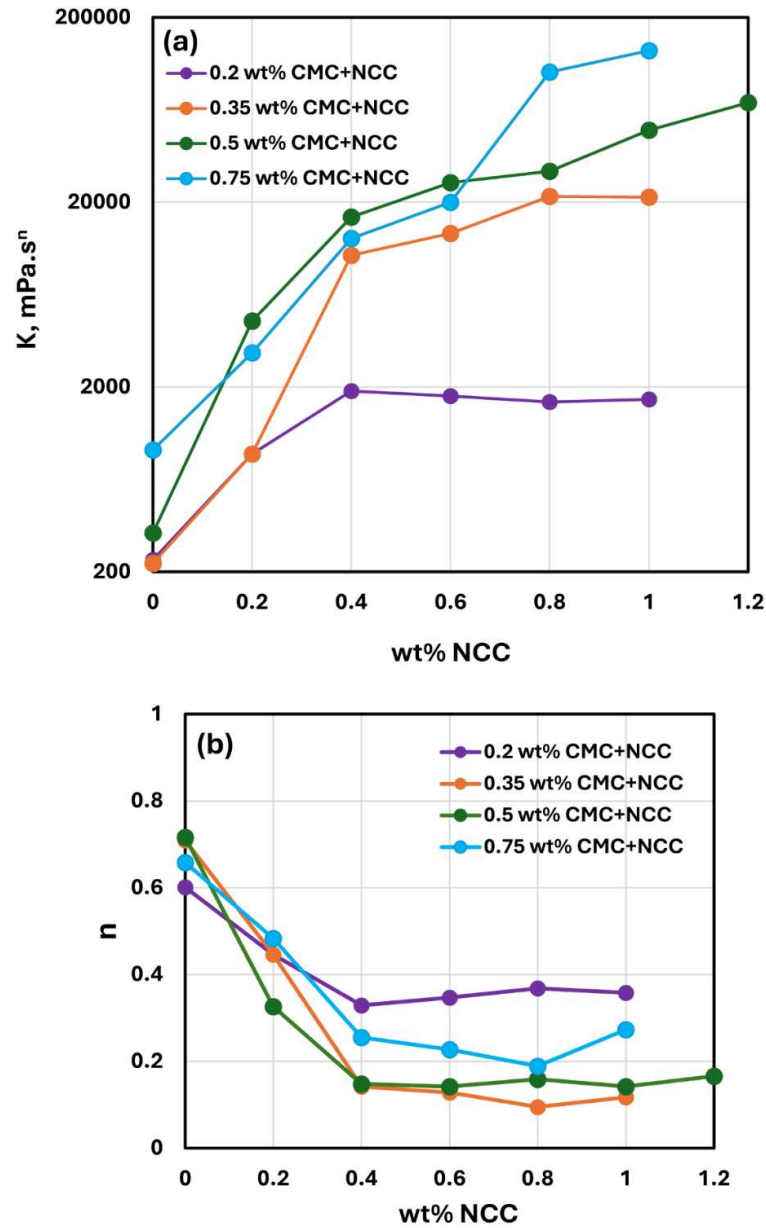 200000
(a)
0.2 wt% CMC+NCC
0.35 wt% CMC+NCC
0.5 wt% CMC+NCC
0.75 wt% CMC+NCC
20000
K, mPa.sⁿ
2000
200
0 0.2 0.4 0.6 0.8 1 1.2
wt% NCC
1
(b)
0.2 wt% CMC+NCC
0.35 wt% CMC+NCC
0.5 wt% CMC+NCC
0.75 wt% CMC+NCC
0.8
0.6
n
0.4
0.2
0
0 0.2 0.4 0.6 0.8 1 1.2
wt% NCC